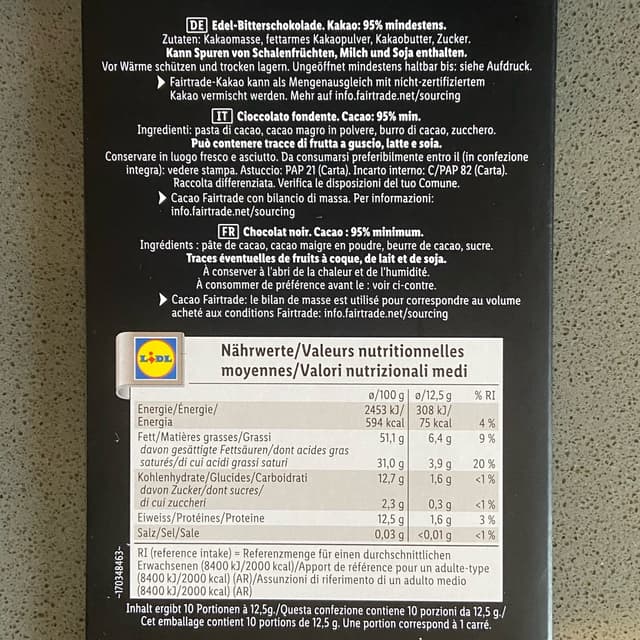 DE Edel-Bitterschokolade. Kakao: 95% mindestens.
Zutaten: Kakaomasse, fettarmes Kakaopulver, Kakaobutter, Zucker.
Kann Spuren von Schalenfrüchten, Milch und Soja enthalten.
Vor Wärme schützen und trocken lagern. Ungeöffnet mindestens haltbar bis: siehe Aufdruck.
Fairtrade-Kakao kann als Mengenausgleich mit nicht-zertifiziertem
Kakao vermischt werden. Mehr auf info.fairtrade.net/sourcing
IT Cioccolato fondente. Cacao: 95% min.
Ingredienti: pasta di cacao, cacao magro in polvere, burro di cacao, zucchero.
Può contenere tracce di frutta a guscio, latte e soia.
Conservare in luogo fresco e asciutto. Da consumarsi preferibilmente entro il (in confezione
integra): vedere stampa. Astuccio: PAP 21 (Carta). Incarto interno: C/PAP 82 (Carta).
Raccolta differenziata. Verifica le disposizioni del tuo Comune.
Cacao Fairtrade con bilancio di massa. Per informazioni:
info.fairtrade.net/sourcing
FR Chocolat noir. Cacao : 95% minimum.
Ingrédients : pâte de cacao, cacao maigre en poudre, beurre de cacao, sucre.
Traces éventuelles de fruits à coque, de lait et de soja.
À conserver à l'abri de la chaleur et de l'humidité.
À consommer de préférence avant le : voir ci-contre.
Cacao Fairtrade: le bilan de masse est utilisé pour correspondre au volume
acheté aux conditions Fairtrade: info.fairtrade.net/sourcing
LIDL
Nährwerte/Valeurs nutritionnelles
moyennes/Valori nutrizionali medi
ø/100 g ø/12,5 g % RI
Energie/Énergie/ 2453 kJ/ 308 kJ/
Energia 594 kcal 75 kcal 4 %
Fett/Matières grasses/Grassi 51,1 g 6,4 g 9 %
davon gesättigte Fettsäuren/dont acides gras
saturés/di cui acidi grassi saturi 31,0 g 3,9 g 20 %
Kohlenhydrate/Glucides/Carboidrati 12,7 g 1,6 g <1 %
davon Zucker/dont sucres/
di cui zuccheri 2,3 g 0,3 g <1 %
Eiweiss/Protéines/Proteine 12,5 g 1,6 g 3 %
Salz/Sel/Sale 0,03 g <0,01 g <1 %
RI (reference intake) = Referenzmenge für einen durchschnittlichen
Erwachsenen (8400 kJ/2000 kcal)/Apport de référence pour un adulte-type
(8400 kJ/2000 kcal) (AR)/Assunzioni di riferimento di un adulto medio
(8400 kJ/2000 kcal) (AR)
-170348463-
Inhalt ergibt 10 Portionen à 12,5g./Questa confezione contiene 10 porzioni da 12,5 g./
Cet emballage contient 10 portions de 12,5 g. Une portion correspond à 1 carré.